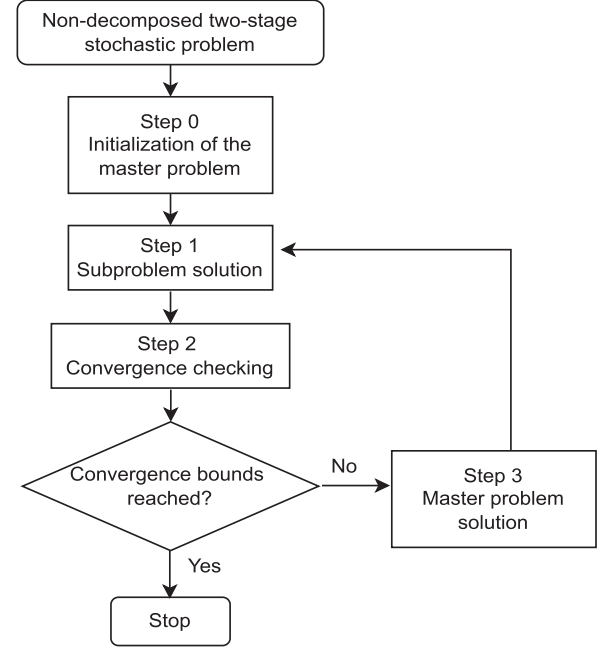 Non-decomposed two-stage
stochastic problem
Step 0
Initialization of the
master problem
Step 1
Subproblem solution
Step 2
Convergence checking
Convergence bounds
reached?
No
Step 3
Master problem
solution
Yes
Stop